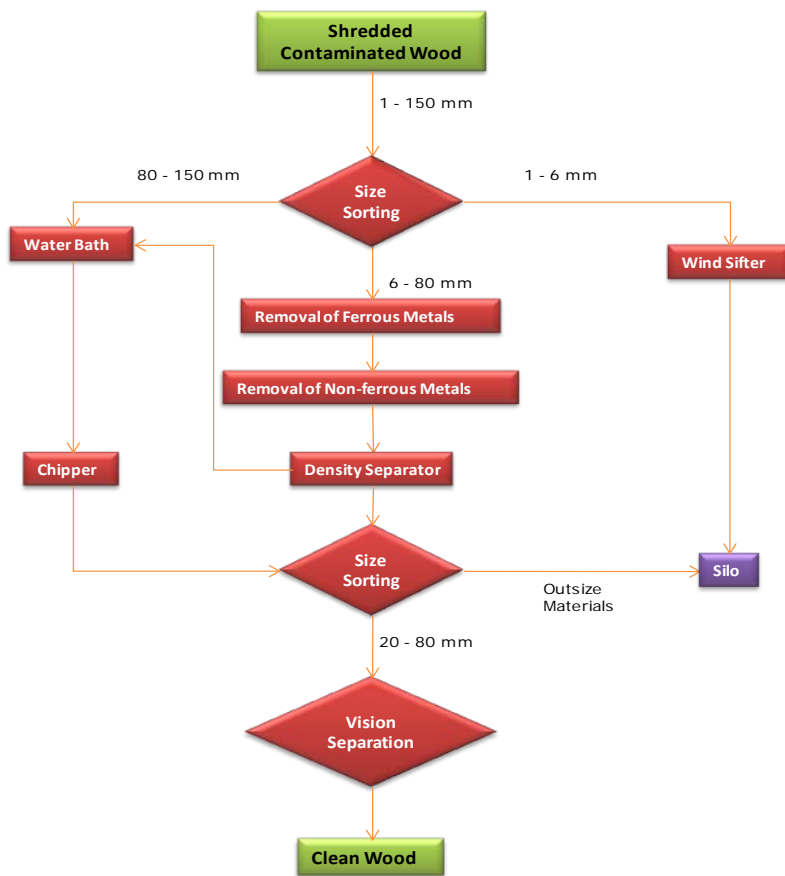 Shredded
Contaminated Wood
1 - 150 mm
80 - 150 mm
1 - 6 mm
Size
Sorting
Water Bath
Wind Sifter
6 - 80 mm
Removal of Ferrous Metals
Removal of Non-ferrous Metals
Chipper
Density Separator
Size
Sorting
Silo
Outsize
Materials
20 - 80 mm
Vision
Separation
Clean Wood